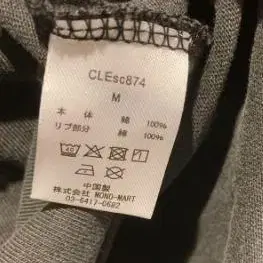 CLEsc874
M
本体 綿 100%
リブ部分 綿 100%
中国製
株式会社 MONO-MART
03-6417-0682